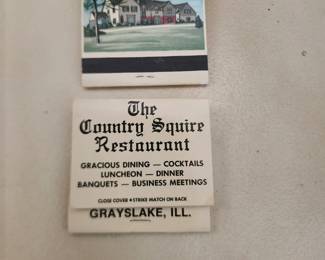 The
Country Squire
Restaurant
GRACIOUS DINING — COCKTAILS
LUNCHEON — DINNER
BANQUETS — BUSINESS MEETINGS
CLOSE COVER • STRIKE MATCH ON BACK
GRAYSLAKE, ILL.